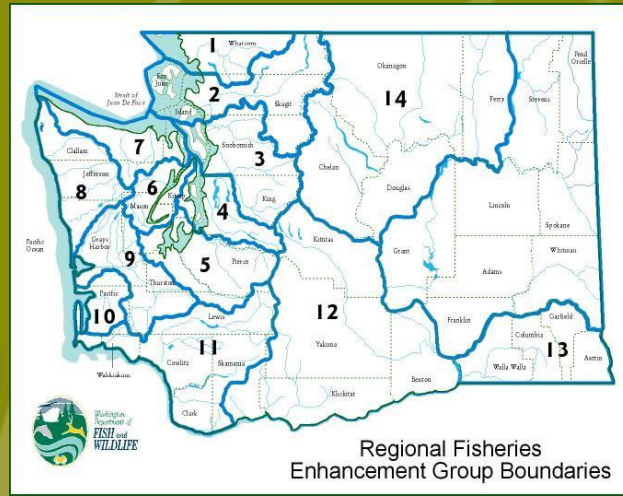 1
Whatcom
San
Juan
2
Skagit
Strait of
Juan De Fuca
Island
Okanogan
14
Ferry
Stevens
Pend
Oreille
7
Clallam
Snohomish
3
Chelan
Jefferson
8
6
Mason
Kitsap
4
King
Douglas
Lincoln
Spokane
Pacific
Ocean
Grays
Harbor
9
5
Pierce
Kittitas
Grant
Adams
Whitman
Thurston
Pacific
10
Lewis
12
Yakima
Franklin
Garfield
Columbia
13
Asotin
Walla Walla
11
Cowlitz
Skamania
Benton
Wahkiakum
Klickitat
Clark
Washington
Department of
FISH and
WILDLIFE
Regional Fisheries
Enhancement Group Boundaries